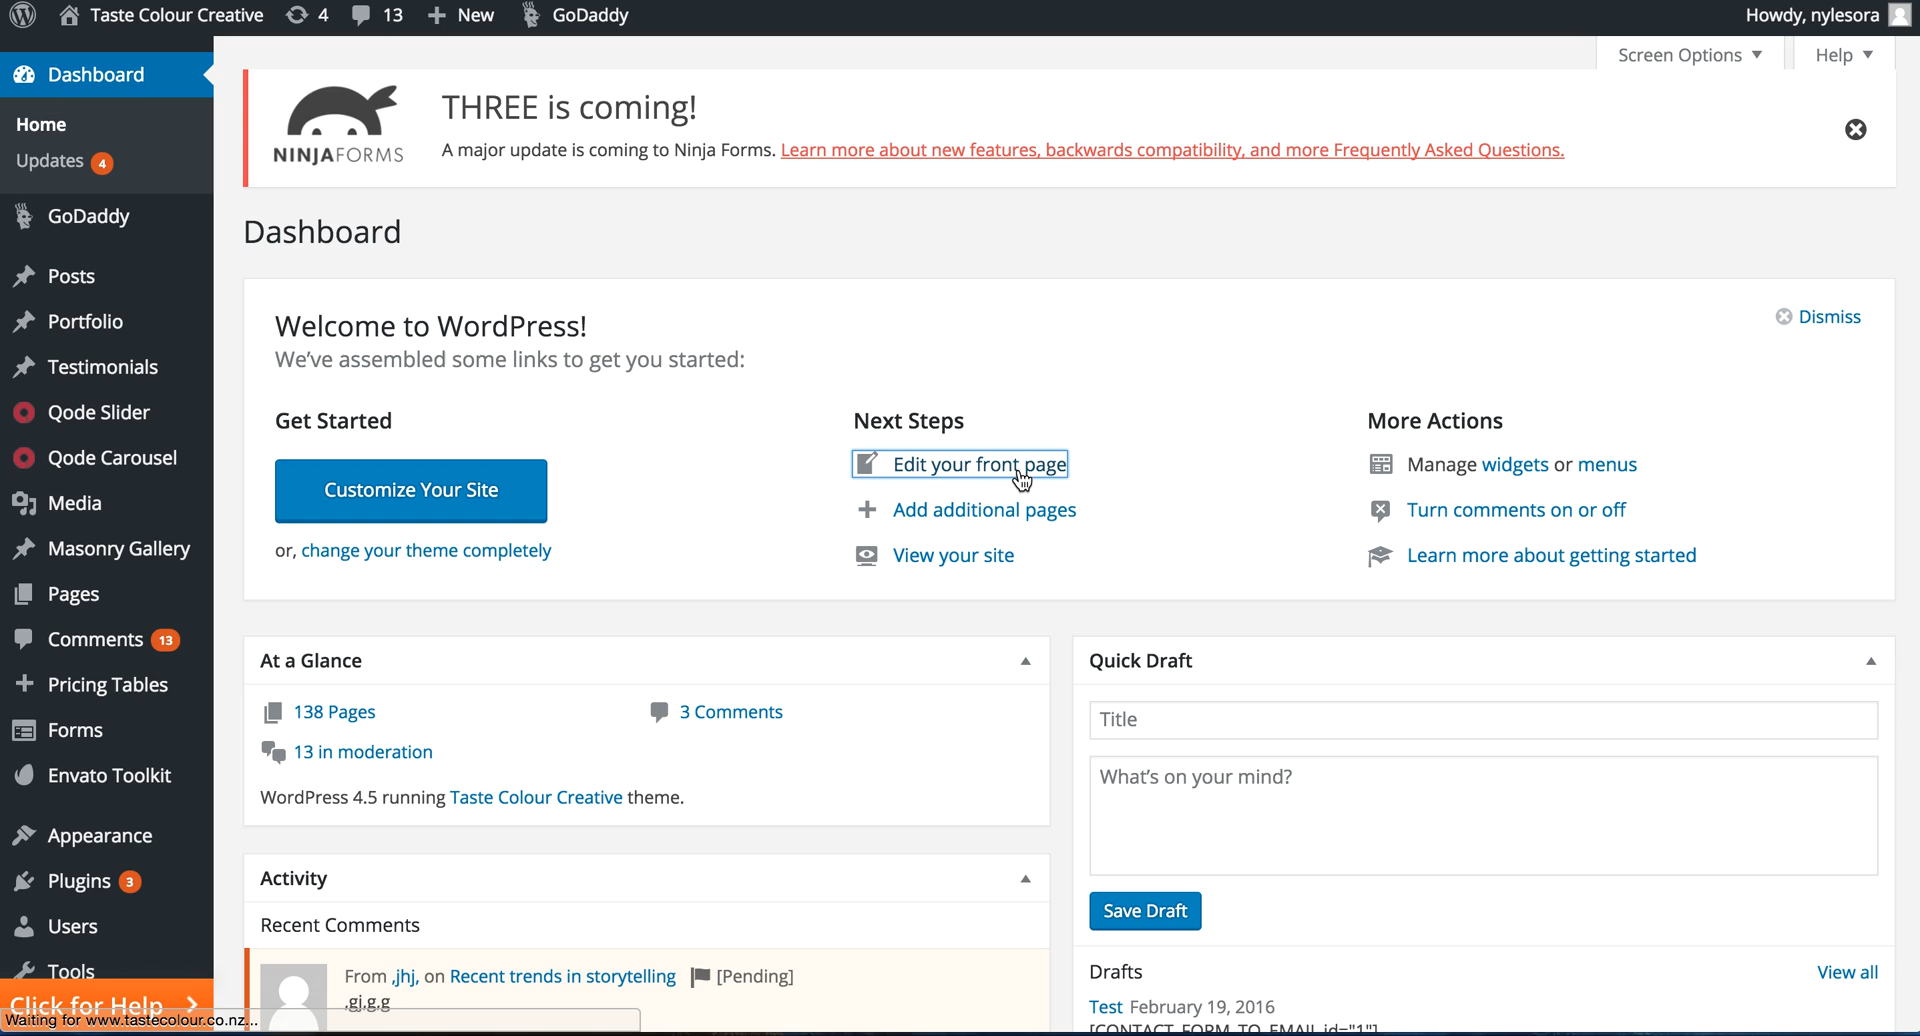 Taste Colour Creative 4 13 New GoDaddy Howdy, nylesora
Screen Options Help
Dashboard
Home
Updates 4
GoDaddy
Posts
Portfolio
Testimonials
Qode Slider
Qode Carousel
Media
Masonry Gallery
Pages
Comments 13
Pricing Tables
Forms
Envato Toolkit
Appearance
Plugins 3
Users
Tools
Click for Help
Waiting for www.tastecolour.co.nz...
NINJAFORMS
THREE is coming!
A major update is coming to Ninja Forms. Learn more about new features, backwards compatibility, and more Frequently Asked Questions.
Dashboard
Welcome to WordPress!
We've assembled some links to get you started:
Dismiss
Get Started
Customize Your Site
or, change your theme completely
Next Steps
Edit your front page
Add additional pages
View your site
More Actions
Manage widgets or menus
Turn comments on or off
Learn more about getting started
At a Glance
138 Pages
3 Comments
13 in moderation
WordPress 4.5 running Taste Colour Creative theme.
Activity
Recent Comments
From ,jhj, on Recent trends in storytelling [Pending]
,gj,g,g
Quick Draft
Title
What's on your mind?
Save Draft
Drafts
View all
Test February 19, 2016
[CONTACT_FORM_TO_EMAIL id="1"]